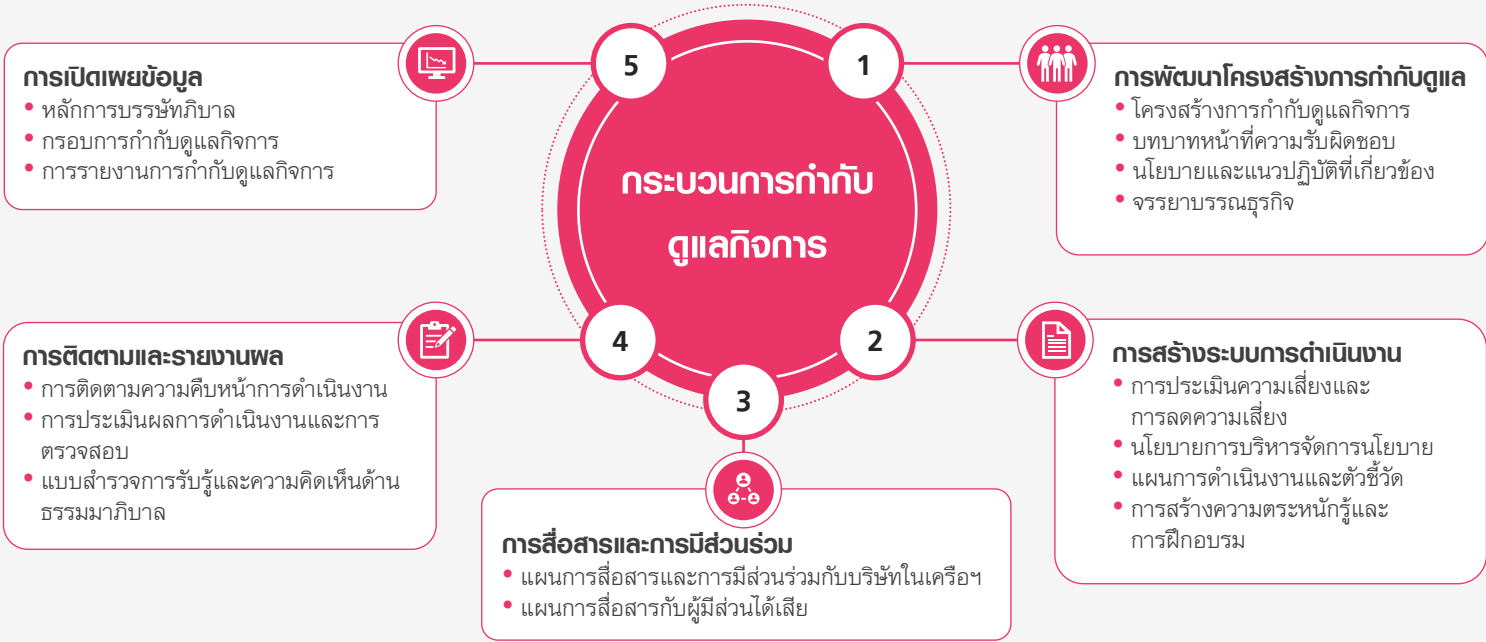 กระบวนการกำกับ
ดูแลกิจการ
1
การพัฒนาโครงสร้างการกำกับดูแล
• โครงสร้างการกำกับดูแลกิจการ
• บทบาทหน้าที่ความรับผิดชอบ
• นโยบายและแนวปฏิบัติที่เกี่ยวข้อง
• จรรยาบรรณธุรกิจ
2
การสร้างระบบการดำเนินงาน
• การประเมินความเสี่ยงและ
การลดความเสี่ยง
• นโยบายการบริหารจัดการนโยบาย
• แผนการดำเนินงานและตัวชี้วัด
• การสร้างความตระหนักรู้และ
การฝึกอบรม
3
การสื่อสารและการมีส่วนร่วม
• แผนการสื่อสารและการมีส่วนร่วมกับบริษัทในเครือฯ
• แผนการสื่อสารกับผู้มีส่วนได้เสีย
4
การติดตามและรายงานผล
• การติดตามความคืบหน้าการดำเนินงาน
• การประเมินผลการดำเนินงานและการ
ตรวจสอบ
• แบบสำรวจการรับรู้และความคิดเห็นด้าน
ธรรมมาภิบาล
5
การเปิดเผยข้อมูล
• หลักการบรรษัทภิบาล
• กรอบการกำกับดูแลกิจการ
• การรายงานการกำกับดูแลกิจการ